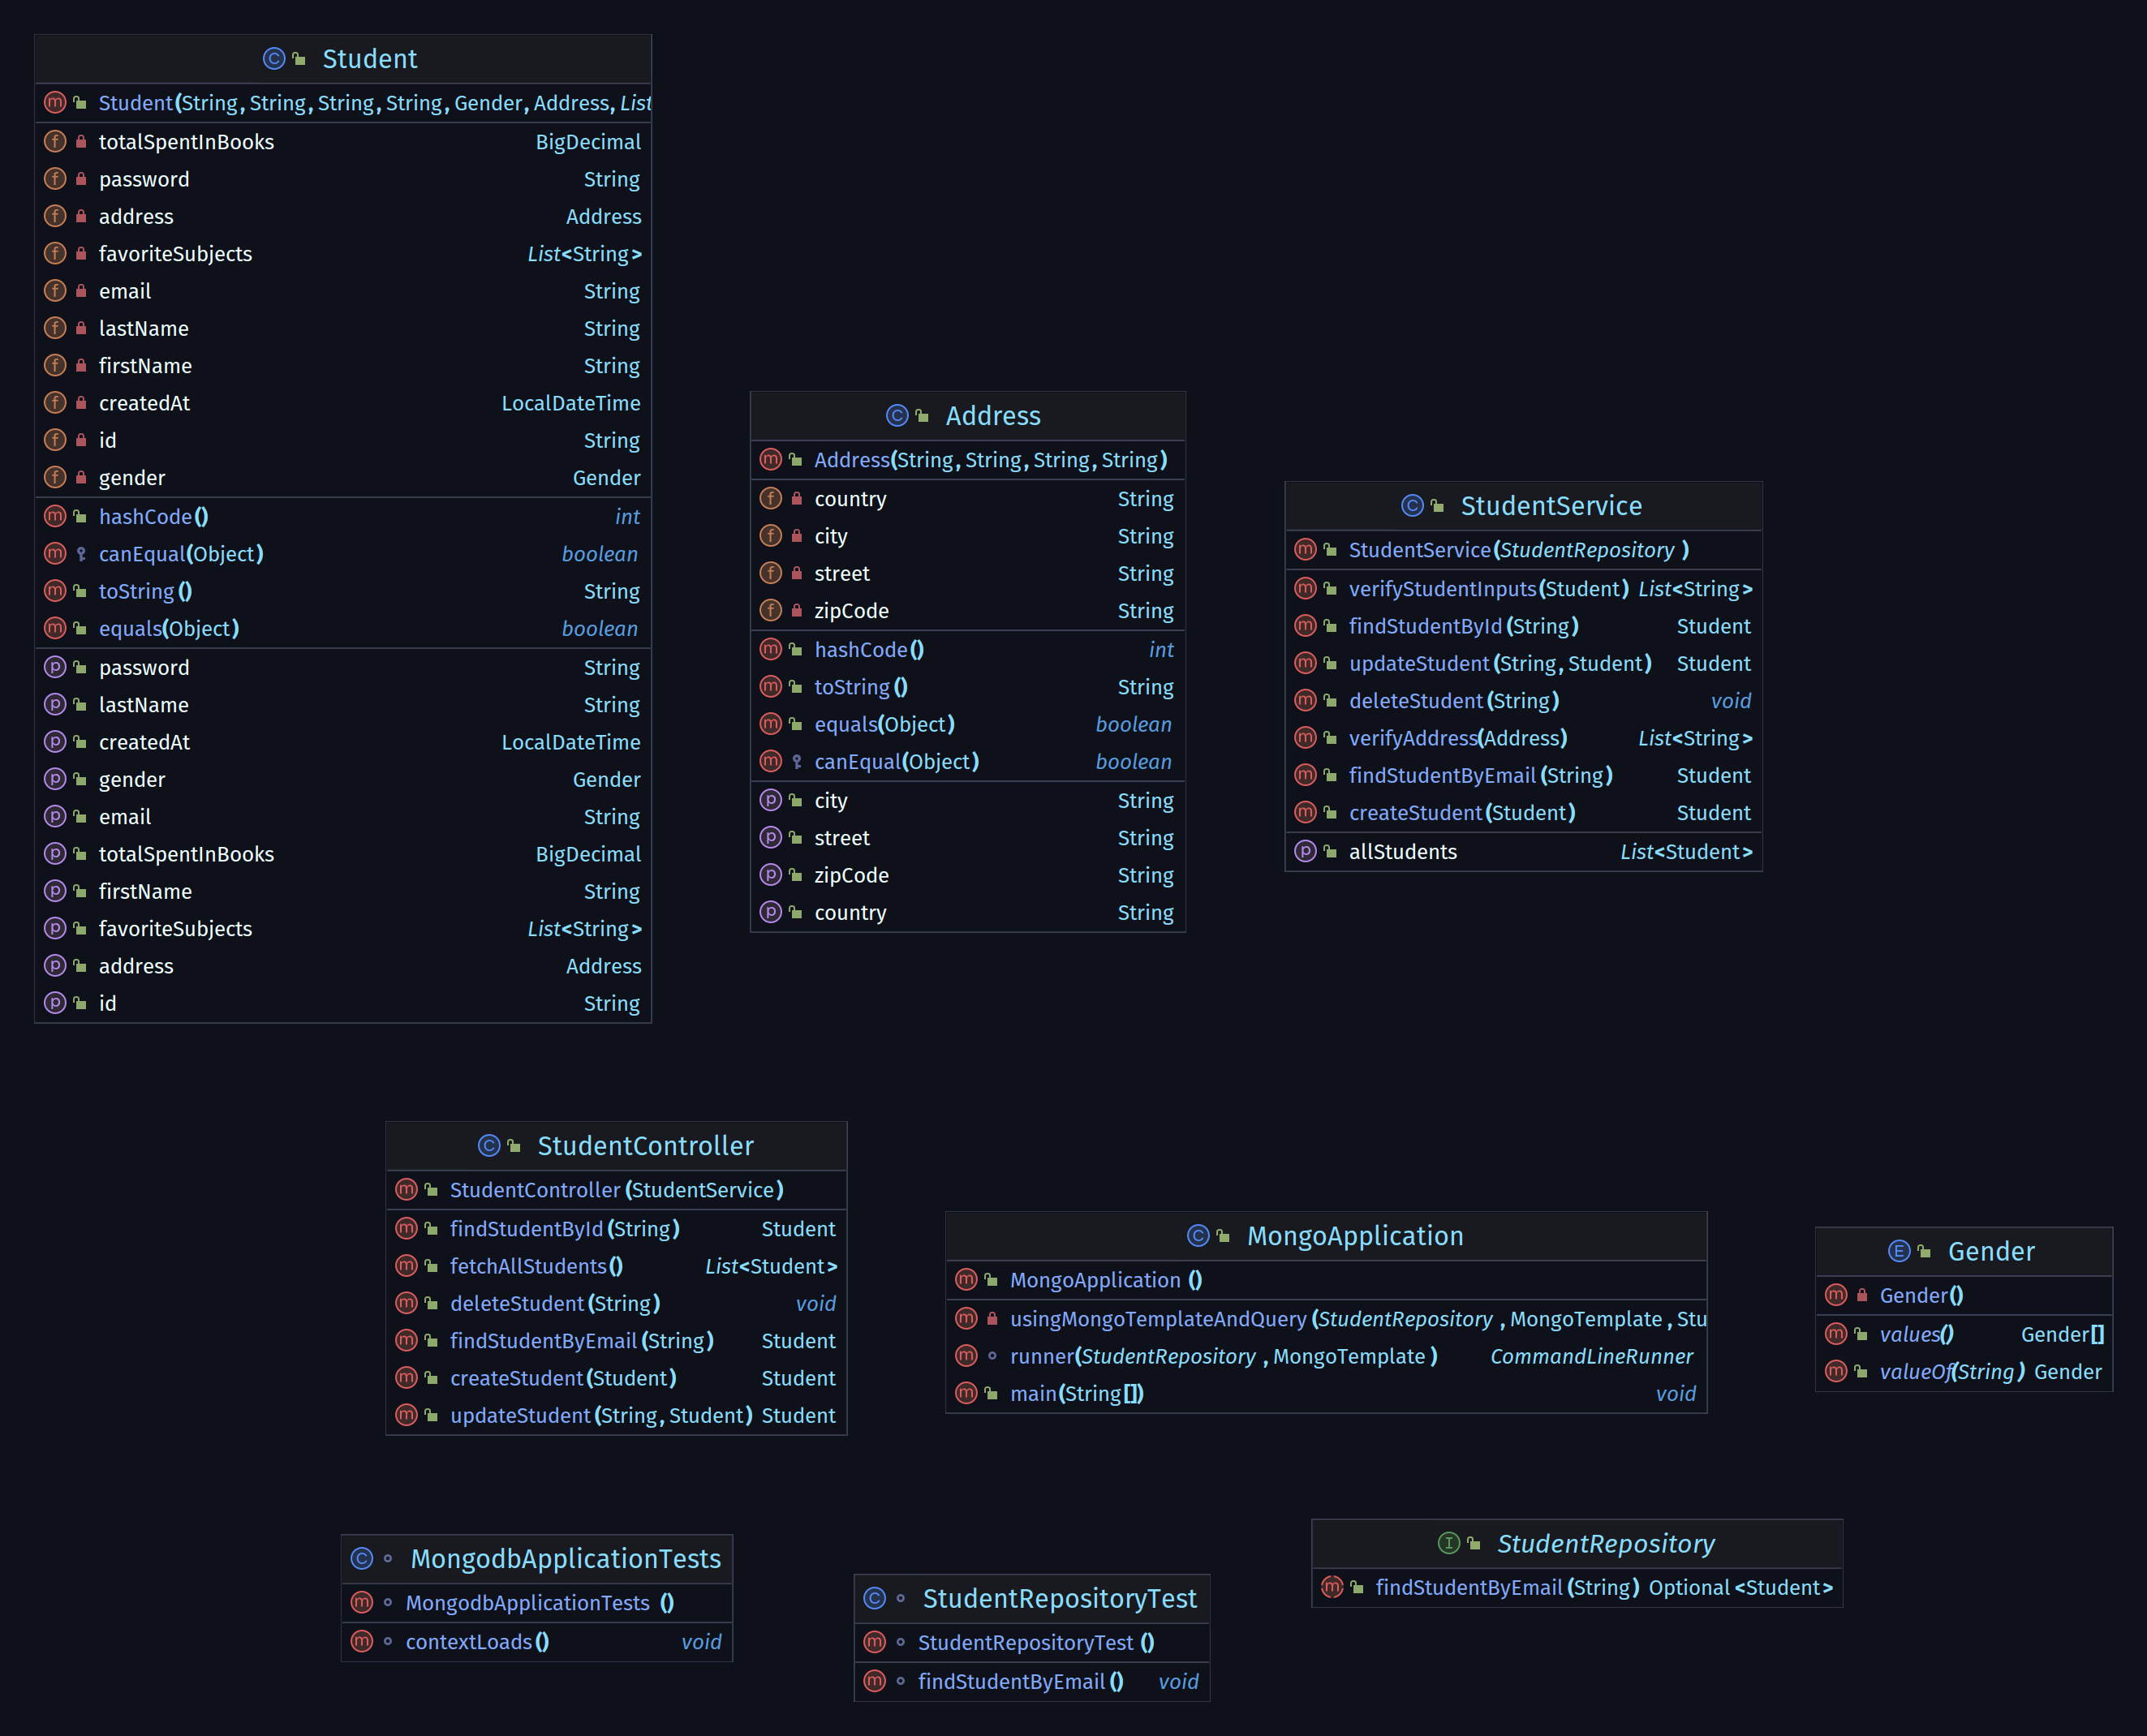 Student
Student(String, String, String, String, Gender, Address, List
totalSpentInBooks BigDecimal
password String
address Address
favoriteSubjects List<String>
email String
lastName String
firstName String
createdAt LocalDateTime
id String
gender Gender
hashCode() int
canEqual(Object) boolean
toString() String
equals(Object) boolean
password String
lastName String
createdAt LocalDateTime
gender Gender
email String
totalSpentInBooks BigDecimal
firstName String
favoriteSubjects List<String>
address Address
id String
Address
Address(String, String, String, String)
country String
city String
street String
zipCode String
hashCode() int
toString() String
equals(Object) boolean
canEqual(Object) boolean
city String
street String
zipCode String
country String
StudentService
StudentService(StudentRepository)
verifyStudentInputs(Student) List<String>
findStudentById(String) Student
updateStudent(String, Student) Student
deleteStudent(String) void
verifyAddress(Address) List<String>
findStudentByEmail(String) Student
createStudent(Student) Student
allStudents List<Student>
StudentController
StudentController(StudentService)
findStudentById(String) Student
fetchAllStudents() List<Student>
deleteStudent(String) void
findStudentByEmail(String) Student
createStudent(Student) Student
updateStudent(String, Student) Student
MongoApplication
MongoApplication()
usingMongoTemplateAndQuery(StudentRepository, MongoTemplate, Stu
runner(StudentRepository, MongoTemplate) CommandLineRunner
main(String[]) void
Gender
Gender()
values() Gender[]
valueOf(String) Gender
MongodbApplicationTests
MongodbApplicationTests()
contextLoads() void
StudentRepositoryTest
StudentRepositoryTest()
findStudentByEmail() void
StudentRepository
findStudentByEmail(String) Optional<Student>